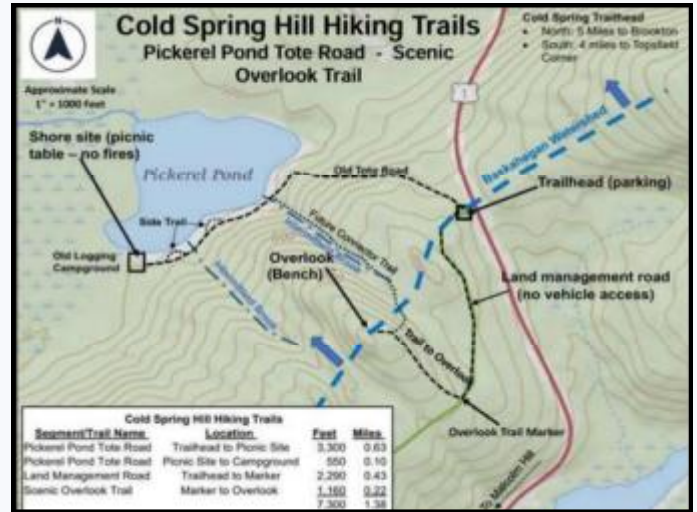 N
Cold Spring Hill Hiking Trails
Pickerel Pond Tote Road - Scenic
Overlook Trail
Cold Spring Trailhead
• North: 5 Miles to Brookton
• South: 4 miles to Topsfield
Corner
Approximate Scale
1" = 1000 Feet
1
Shore site (picnic
table – no fires)
Pickerel Pond
Old Tote Road
Baskahegan Watershed
Trailhead (parking)
Side Trail
Future Connector Trail
Old Logging
Campground
Overlook
(Bench)
Land management road
(no vehicle access)
Trail to Overlook
Overlook Trail Marker
to Malcolm Hill
Cold Spring Hill Hiking Trails
Segment/Trail Name Location Feet Miles
Pickerel Pond Tote Road Trailhead to Picnic Site 3,300 0.63
Pickerel Pond Tote Road Picnic Site to Campground 550 0.10
Land Management Road Trailhead to Marker 2,290 0.43
Scenic Overlook Trail Marker to Overlook 1,160 0.22
7,300 1.38